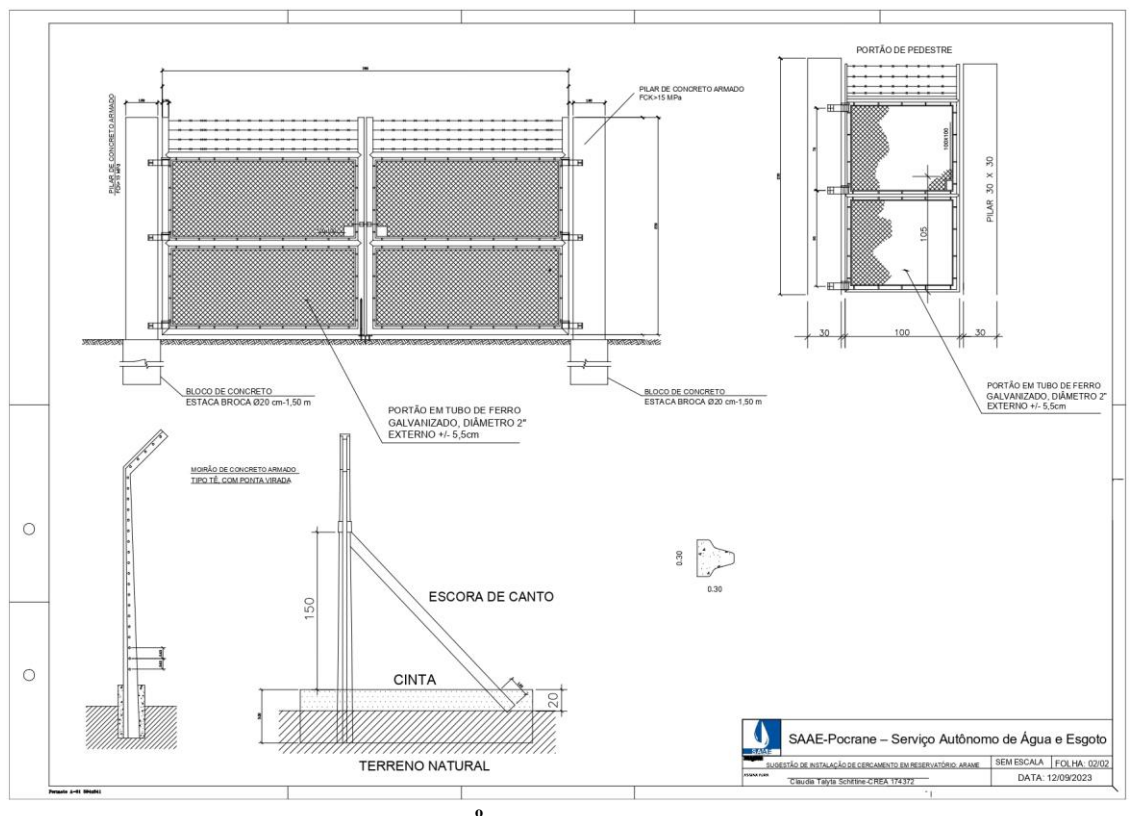 PORTÃO DE PEDESTRE
PILAR DE CONCRETO ARMADO
FCK>15 MPa
PILAR DE CONCRETO ARMADO
100X100
PILAR 30 X 30
105
30
100
30
BLOCO DE CONCRETO
ESTACA BROCA Ø20 cm-1,50 m
BLOCO DE CONCRETO
ESTACA BROCA Ø20 cm-1,50 m
PORTÃO EM TUBO DE FERRO
GALVANIZADO, DIÂMETRO 2"
EXTERNO +/- 5,5cm
PORTÃO EM TUBO DE FERRO
GALVANIZADO, DIÂMETRO 2"
EXTERNO +/- 5,5cm
MOIRÃO DE CONCRETO ARMADO
TIPO TÊ, COM PONTA VIRADA
150
ESCORA DE CANTO
CINTA
20
TERRENO NATURAL
0.30
0.30
SAAE
SAAE-Pocrane – Serviço Autônomo de Água e Esgoto
SUGESTÃO DE INSTALAÇÃO DE CERCAMENTO EM RESERVATÓRIO: ARAME
SEM ESCALA
FOLHA: 02/02
Claudia Talyta Schittine-CREA 174372
DATA: 12/09/2023